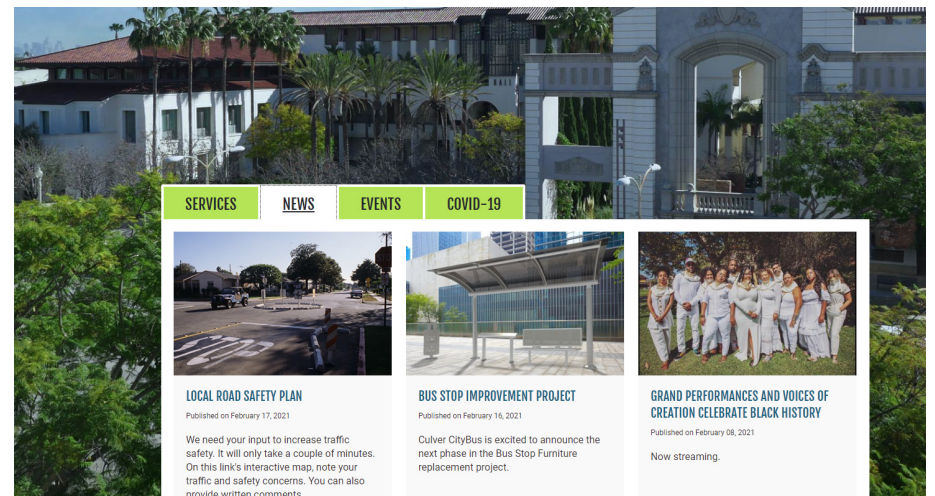 SERVICES NEWS EVENTS COVID-19
LOCAL ROAD SAFETY PLAN
Published on February 17, 2021
We need your input to increase traffic
safety. It will only take a couple of minutes.
On this link's interactive map, note your
traffic and safety concerns. You can also
provide written comments
BUS STOP IMPROVEMENT PROJECT
Published on February 16, 2021
Culver CityBus is excited to announce the
next phase in the Bus Stop Furniture
replacement project.
GRAND PERFORMANCES AND VOICES OF
CREATION CELEBRATE BLACK HISTORY
Published on February 08, 2021
Now streaming.